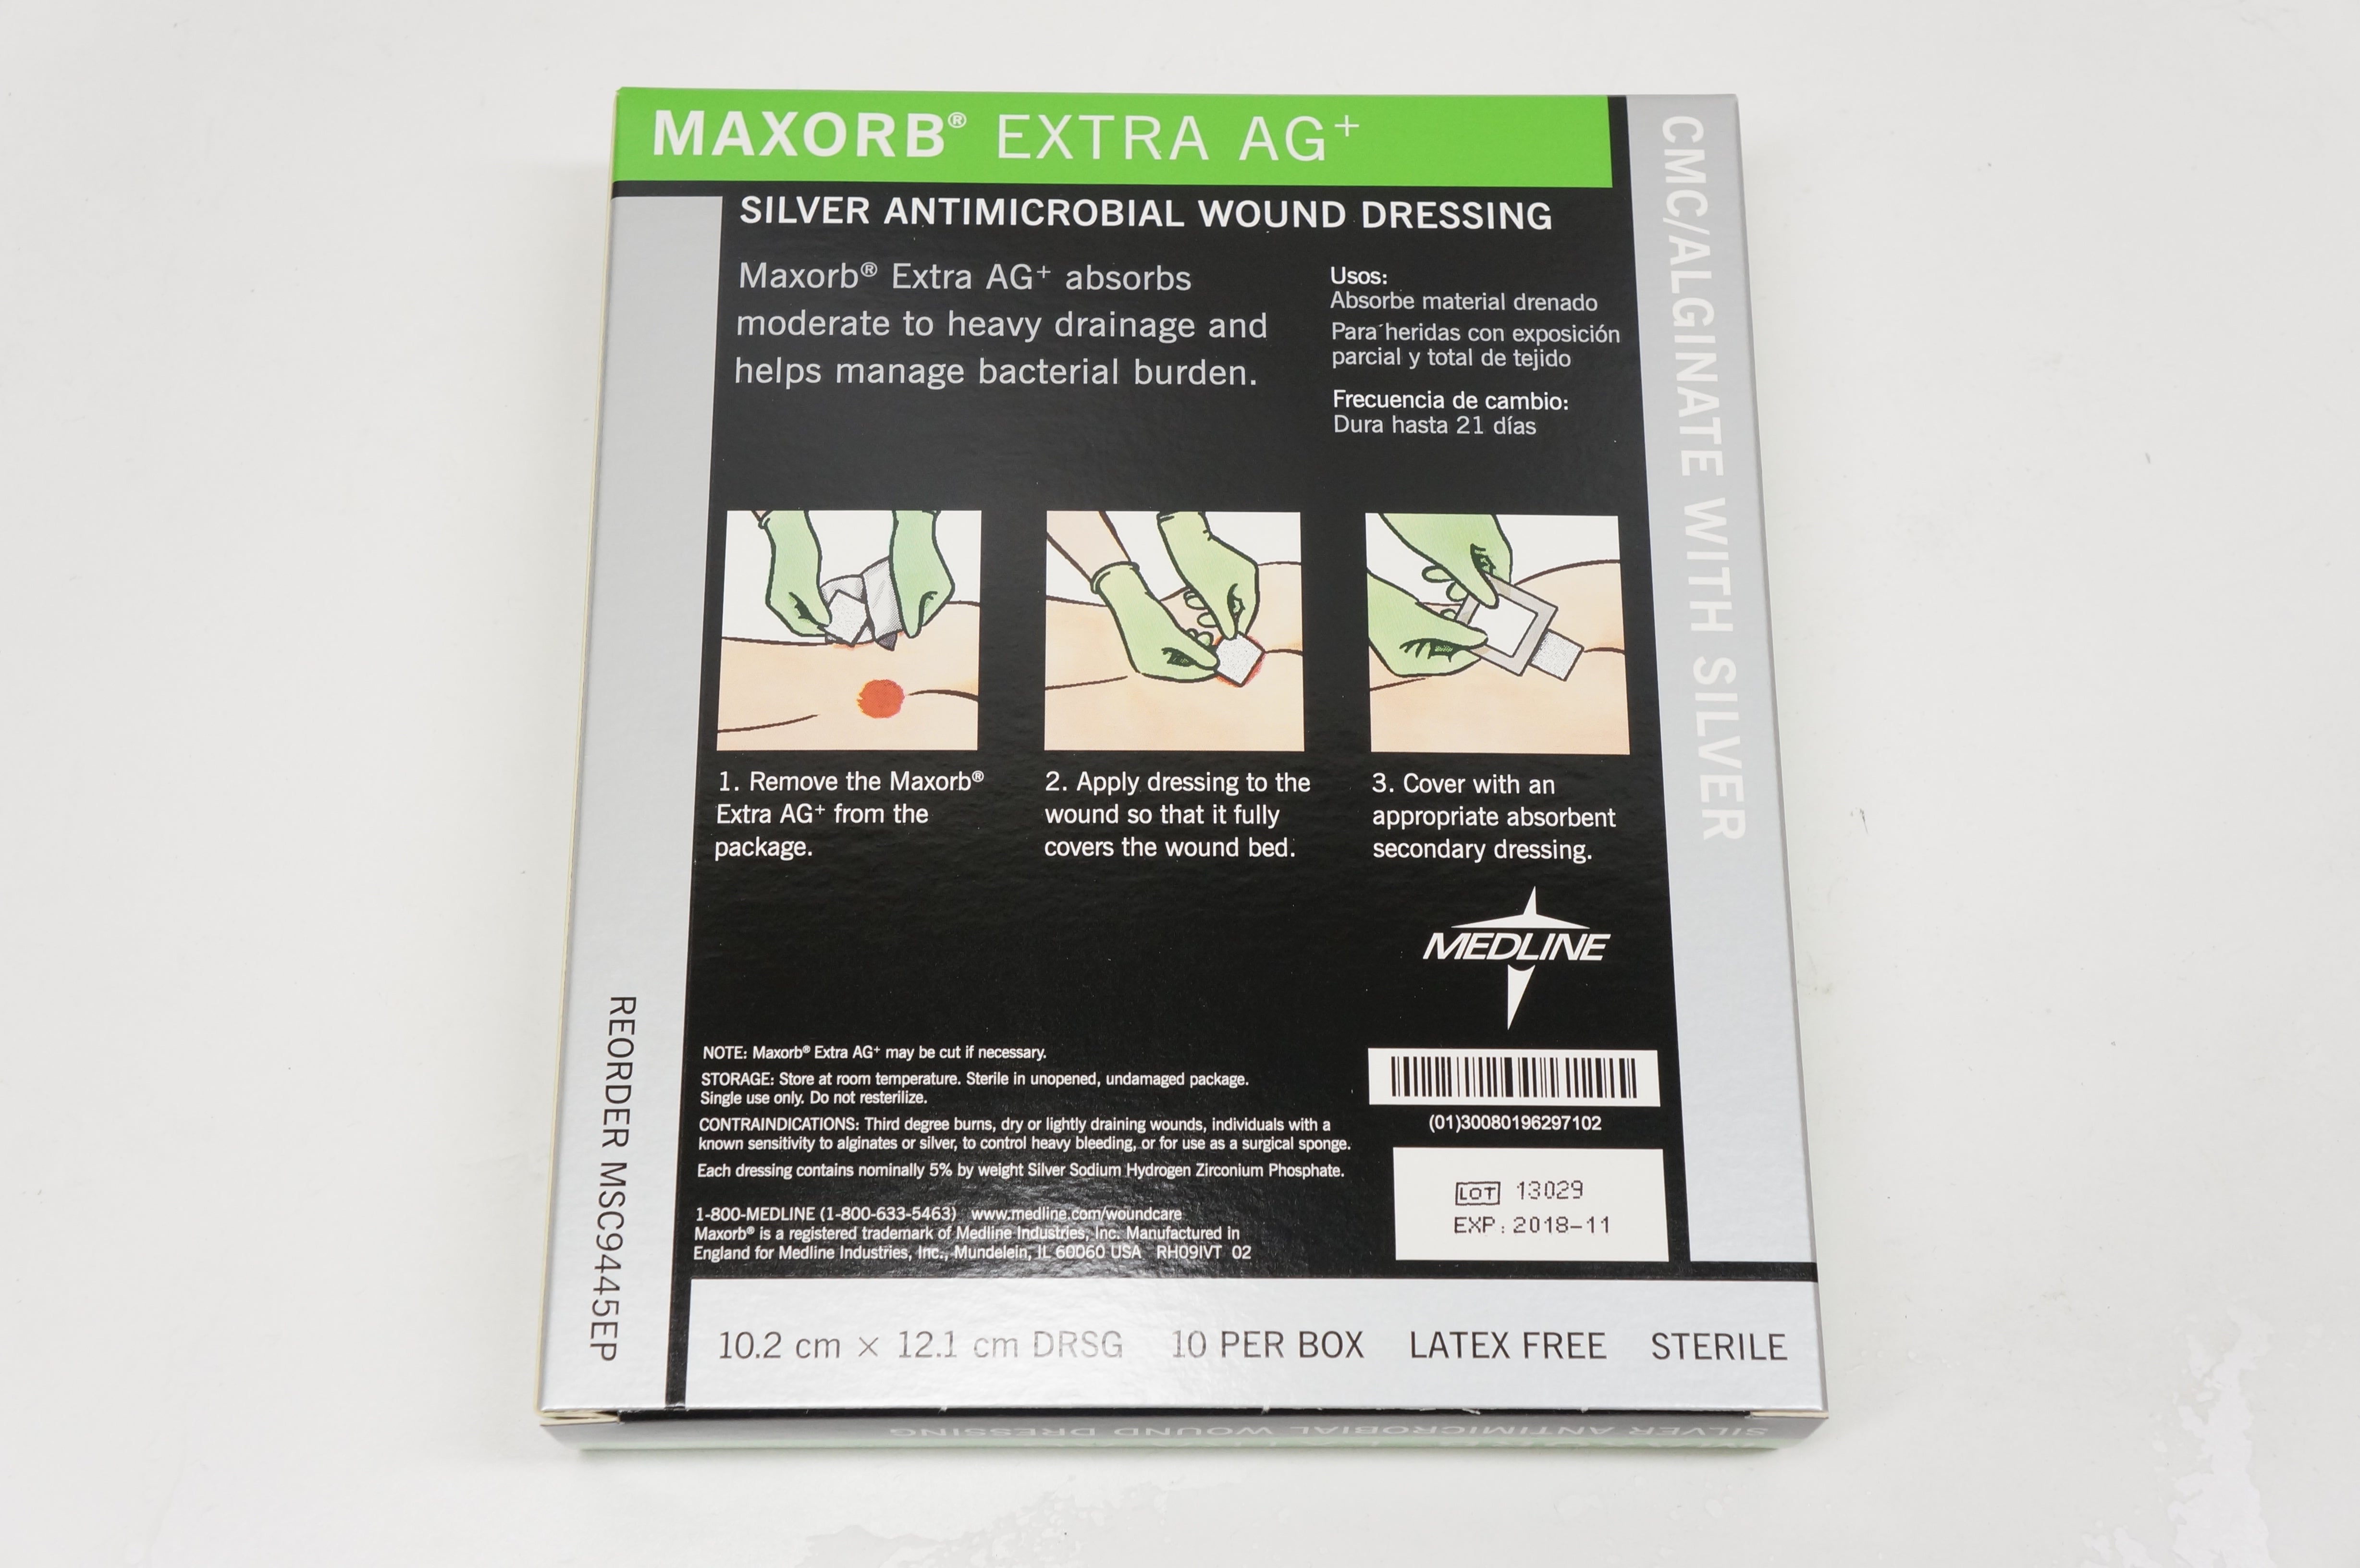 MAXORB® EXTRA AG⁺
SILVER ANTIMICROBIAL WOUND DRESSING
Maxorb® Extra AG⁺ absorbs
moderate to heavy drainage and
helps manage bacterial burden.
Usos:
Absorbe material drenado
Para heridas con exposición
parcial y total de tejido
Frecuencia de cambio:
Dura hasta 21 días
CMC/ALGINATE WITH SILVER
1. Remove the Maxorb®
Extra AG⁺ from the
package.
2. Apply dressing to the
wound so that it fully
covers the wound bed.
3. Cover with an
appropriate absorbent
secondary dressing.
MEDLINE
NOTE: Maxorb® Extra AG⁺ may be cut if necessary.
STORAGE: Store at room temperature. Sterile in unopened, undamaged package.
Single use only. Do not resterilize.
CONTRAINDICATIONS: Third degree burns, dry or lightly draining wounds, individuals with a
known sensitivity to alginates or silver, to control heavy bleeding, or for use as a surgical sponge.
Each dressing contains nominally 5% by weight Silver Sodium Hydrogen Zirconium Phosphate.
1-800-MEDLINE (1-800-633-5463) www.medline.com/woundcare
Maxorb® is a registered trademark of Medline Industries, Inc. Manufactured in
England for Medline Industries, Inc., Mundelein, IL 60060 USA RH09IVT 02
(01)30080196297102
LOT 13029
EXP: 2018-11
REORDER MSC9445EP
10.2 cm × 12.1 cm DRSG 10 PER BOX LATEX FREE STERILE
SILVER ANTIMICROBIAL WOUND DRESSING